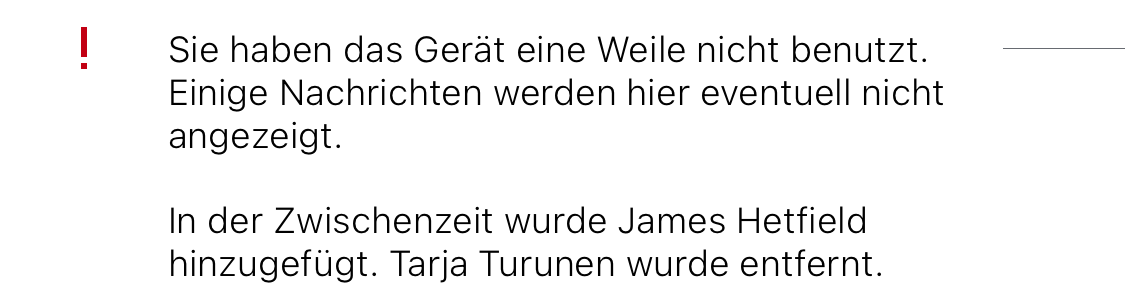 Sie haben das Gerät eine Weile nicht benutzt.
Einige Nachrichten werden hier eventuell nicht
angezeigt.
In der Zwischenzeit wurde James Hetfield
hinzugefügt. Tarja Turunen wurde entfernt.